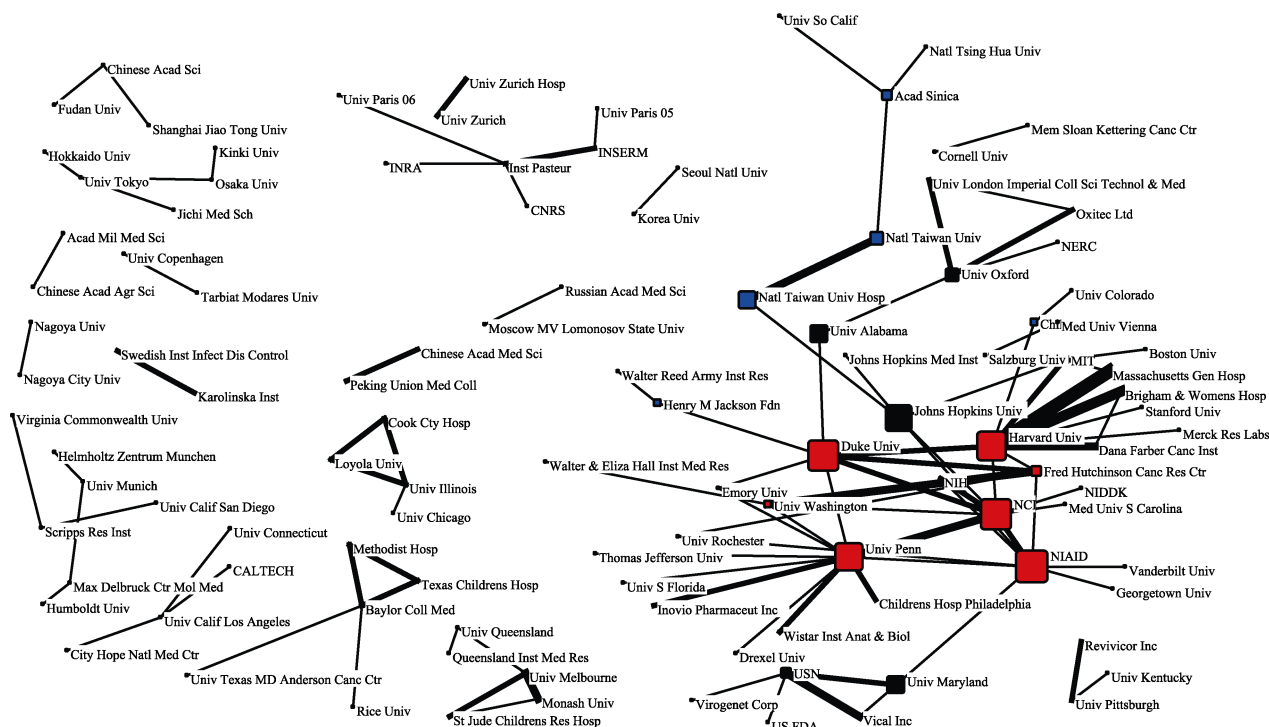 Univ So Calif
Natl Tsing Hua Univ
Chinese Acad Sci
Univ Zurich Hosp
Acad Sinica
Univ Paris 06
Fudan Univ
Univ Paris 05
Univ Zurich
Shanghai Jiao Tong Univ
Mem Sloan Kettering Canc Ctr
Kinki Univ
INSERM
Hokkaido Univ
Cornell Univ
INRA
Inst Pasteur
Seoul Natl Univ
Univ Tokyo
Osaka Univ
Univ London Imperial Coll Sci Technol & Med
CNRS
Jichi Med Sch
Korea Univ
Oxitec Ltd
Acad Mil Med Sci
Natl Taiwan Univ
NERC
Univ Copenhagen
Univ Oxford
Chinese Acad Agr Sci
Tarbiat Modares Univ
Russian Acad Med Sci
Natl Taiwan Univ Hosp
Univ Colorado
Nagoya Univ
Moscow MV Lomonosov State Univ
Univ Alabama
Med Univ Vienna
Swedish Inst Infect Dis Control
Chinese Acad Med Sci
Johns Hopkins Med Inst
Salzburg Univ
MIT
Boston Univ
Nagoya City Univ
Peking Union Med Coll
Walter Reed Army Inst Res
Massachusetts Gen Hosp
Karolinska Inst
Brigham & Womens Hosp
Henry M Jackson Fdn
Johns Hopkins Univ
Stanford Univ
Virginia Commonwealth Univ
Cook Cty Hosp
Duke Univ
Harvard Univ
Merck Res Labs
Dana Farber Canc Inst
Helmholtz Zentrum Munchen
Loyola Univ
Walter & Eliza Hall Inst Med Res
Fred Hutchinson Canc Res Ctr
Univ Munich
Univ Illinois
NIH
Emory Univ
NIDDK
Univ Calif San Diego
Univ Washington
NCI
Med Univ S Carolina
Univ Chicago
Scripps Res Inst
Univ Connecticut
Univ Rochester
Methodist Hosp
Thomas Jefferson Univ
Univ Penn
NIAID
CALTECH
Vanderbilt Univ
Max Delbruck Ctr Mol Med
Texas Childrens Hosp
Univ S Florida
Georgetown Univ
Humboldt Univ
Baylor Coll Med
Inovio Pharmaceut Inc
Childrens Hosp Philadelphia
Univ Calif Los Angeles
Univ Queensland
Wistar Inst Anat & Biol
Revivicor Inc
City Hope Natl Med Ctr
Queensland Inst Med Res
Drexel Univ
Univ Texas MD Anderson Canc Ctr
Univ Melbourne
USN
Univ Maryland
Univ Kentucky
Rice Univ
Monash Univ
Virogenet Corp
Univ Pittsburgh
St Jude Childrens Res Hosp
US FDA
Vical Inc